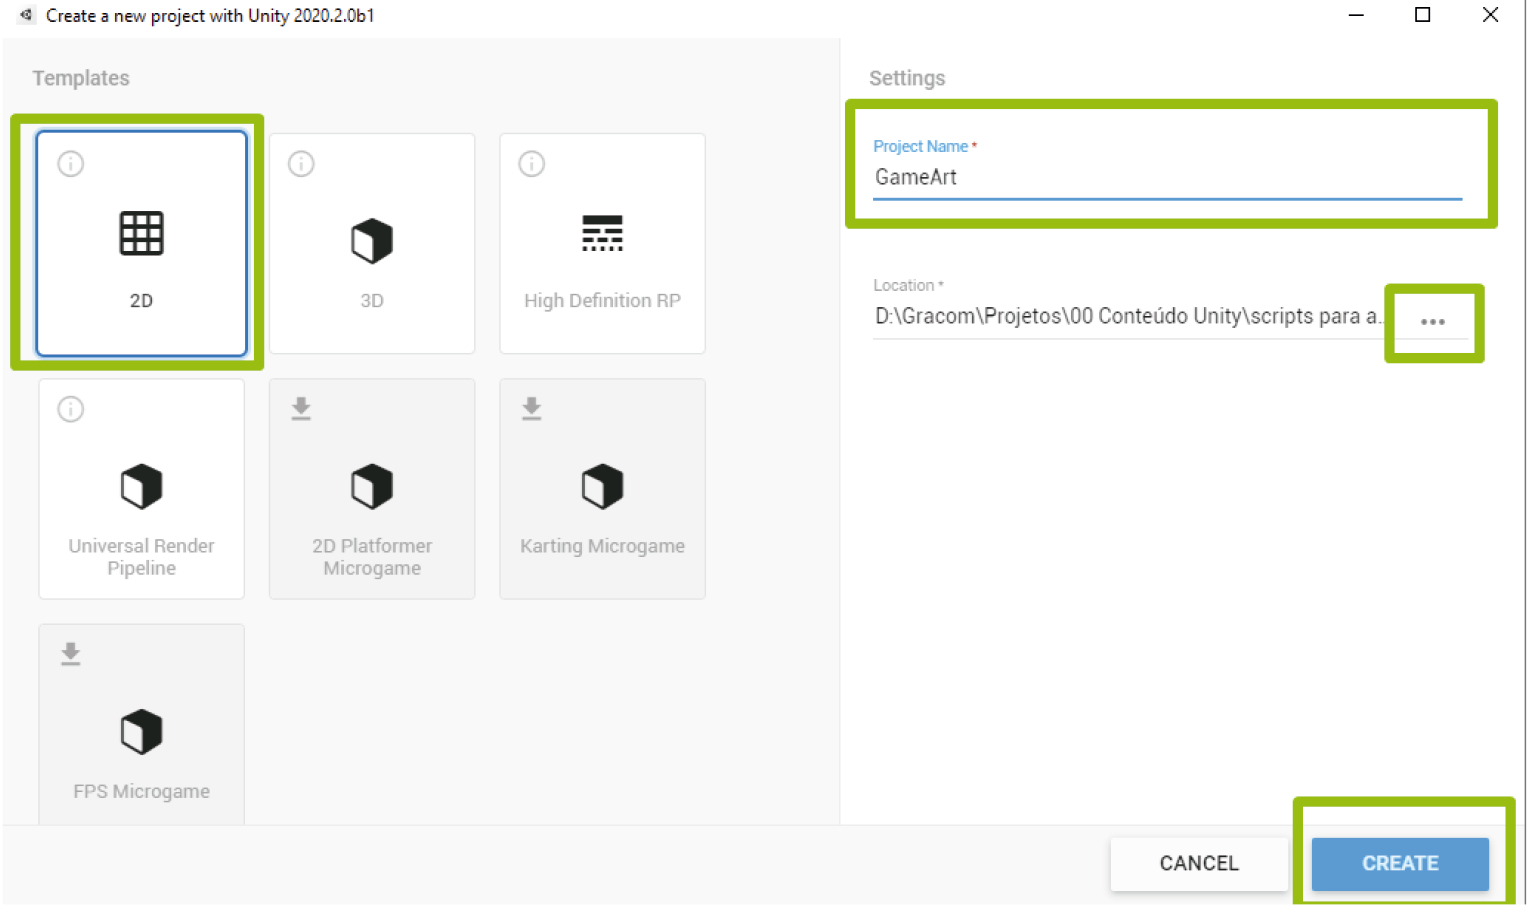 Create a new project with Unity 2020.2.0b1
Templates
2D
3D
High Definition RP
Universal Render
Pipeline
2D Platformer
Microgame
Karting Microgame
FPS Microgame
Settings
Project Name *
GameArt
Location *
D:\Gracom\Projetos\00 Conteúdo Unity\scripts para a...
CANCEL
CREATE